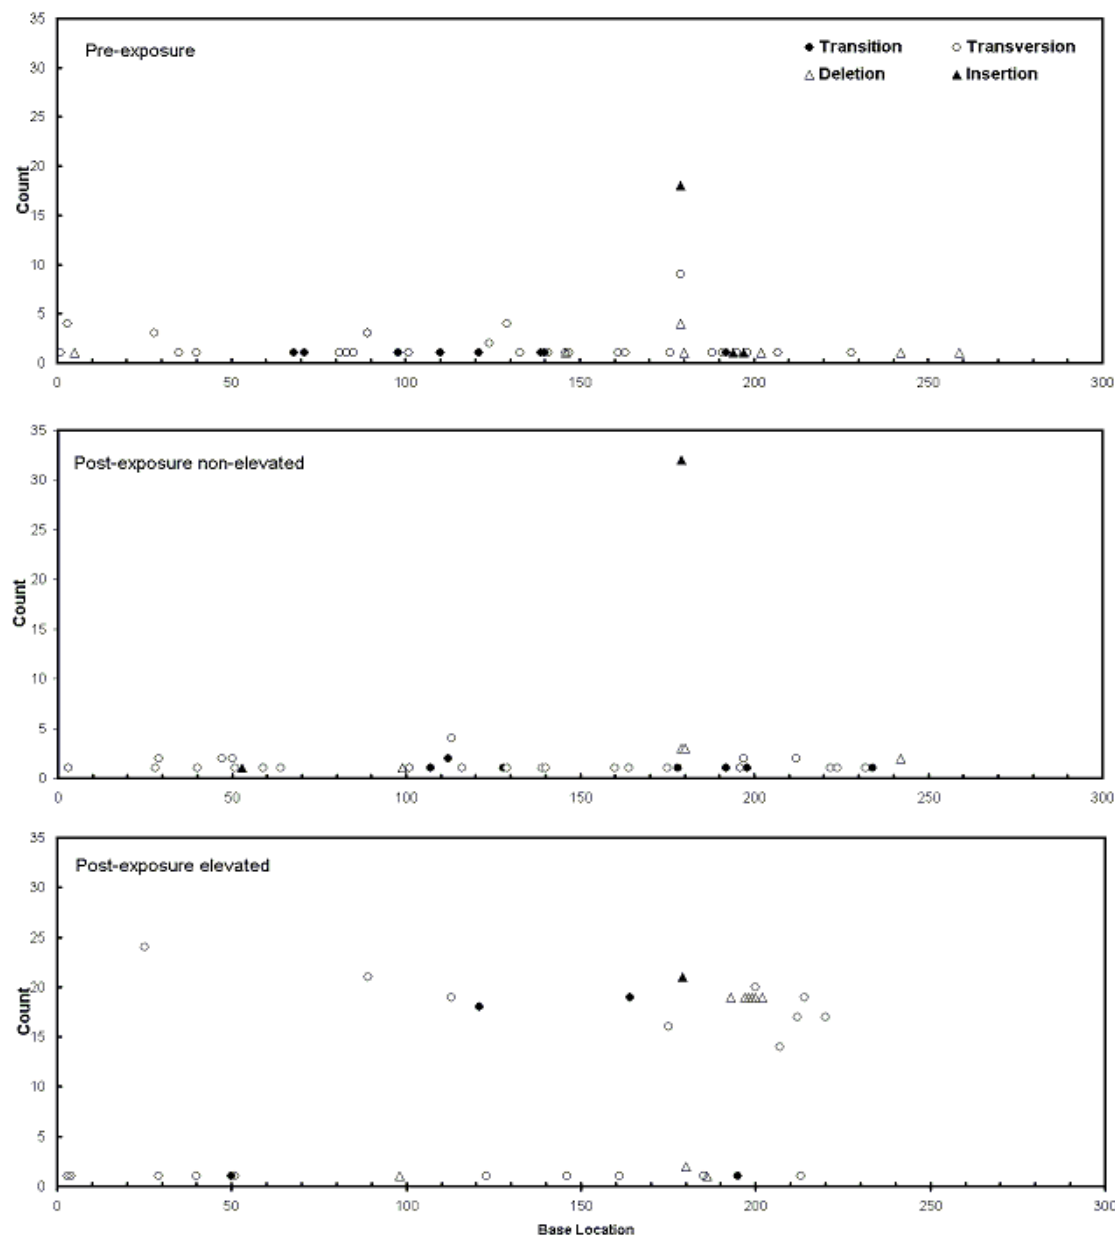 35
Pre-exposure
● Transition ○ Transversion
△ Deletion ▲ Insertion
30
25
20
15
10
5
0
Count
0 50 100 150 200 250 300
35
Post-exposure non-elevated
30
25
20
15
10
5
0
Count
0 50 100 150 200 250 300
35
Post-exposure elevated
30
25
20
15
10
5
0
Count
0 50 100 150 200 250 300
Base Location